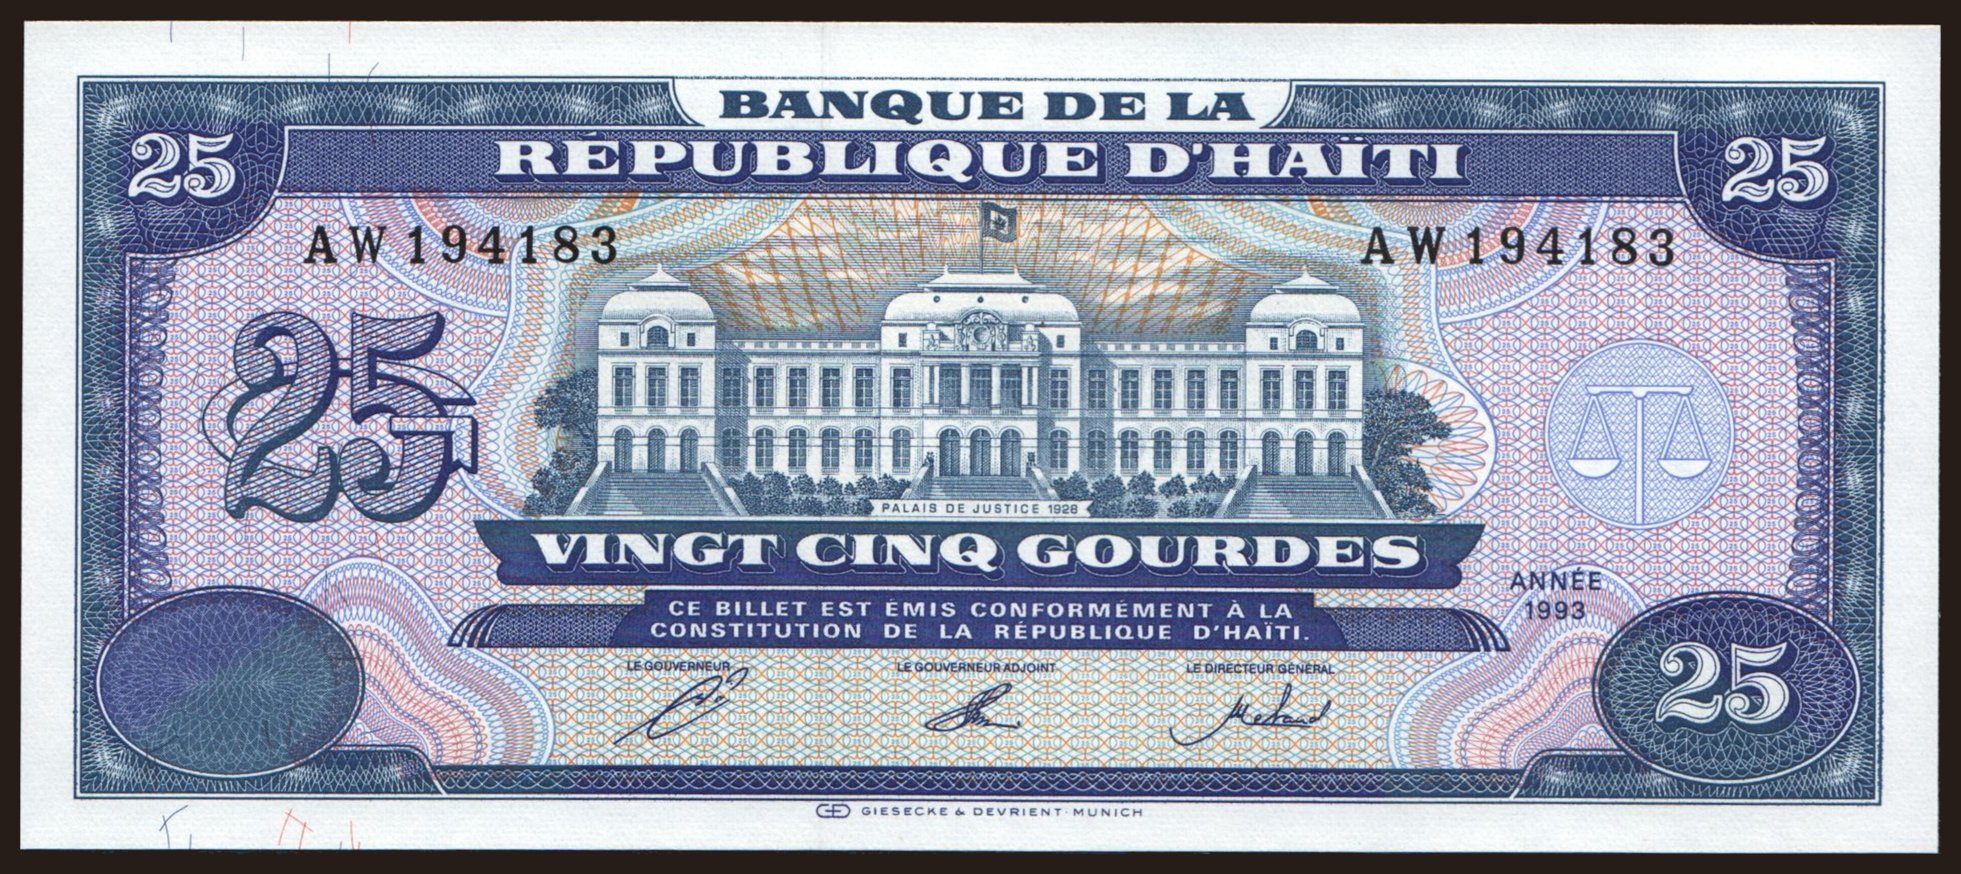 BANQUE DE LA
25 RÉPUBLIQUE D'HAÏTI 25
AW194183 AW194183
25
PALAIS DE JUSTICE 1928
VINGT CINQ GOURDES
ANNÉE
1993
CE BILLET EST ÉMIS CONFORMÉMENT À LA
CONSTITUTION DE LA RÉPUBLIQUE D'HAÏTI.
LE GOUVERNEUR LE GOUVERNEUR ADJOINT LE DIRECTEUR GÉNÉRAL
25
GIESECKE & DEVRIENT · MUNICH